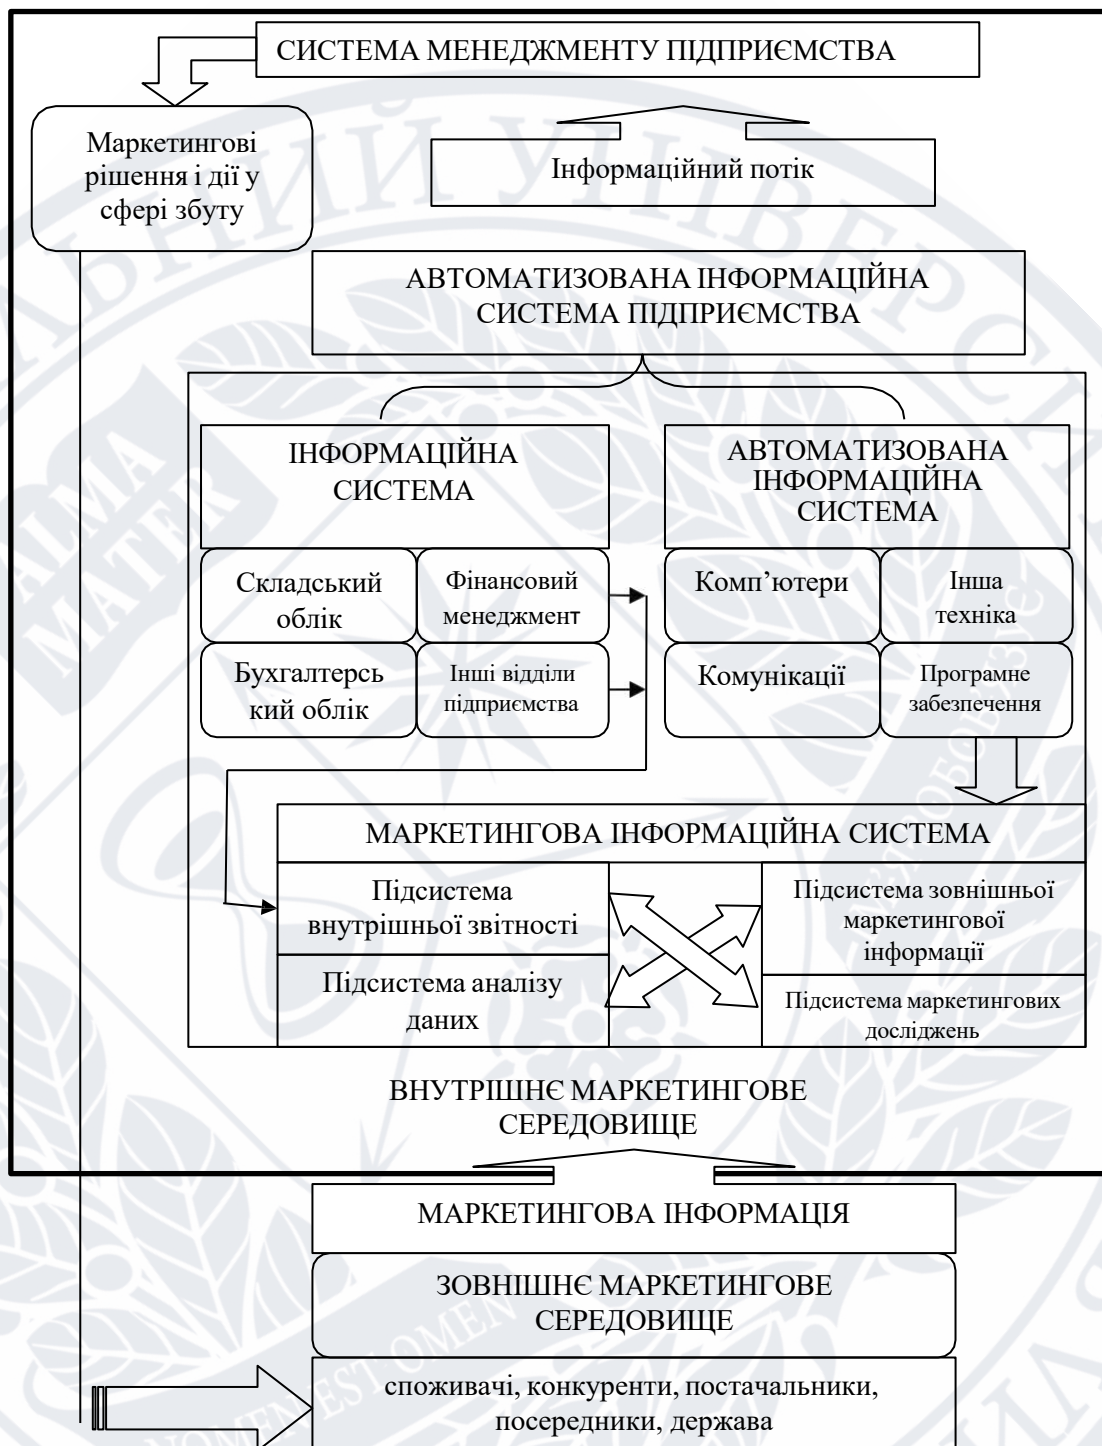 СИСТЕМА МЕНЕДЖМЕНТУ ПІДПРИЄМСТВА
Маркетингові
рішення і дії у
сфері збуту
Інформаційний потік
АВТОМАТИЗОВАНА ІНФОРМАЦІЙНА
СИСТЕМА ПІДПРИЄМСТВА
ІНФОРМАЦІЙНА
СИСТЕМА
АВТОМАТИЗОВАНА
ІНФОРМАЦІЙНА
СИСТЕМА
Складський
облік
Фінансовий
менеджмент
Комп’ютери
Інша
техніка
Бухгалтерсь
кий облік
Інші відділи
підприємства
Комунікації
Програмне
забезпечення
МАРКЕТИНГОВА ІНФОРМАЦІЙНА СИСТЕМА
Підсистема
внутрішньої звітності
Підсистема зовнішньої
маркетингової
інформації
Підсистема аналізу
даних
Підсистема маркетингових
досліджень
ВНУТРІШНЄ МАРКЕТИНГОВЕ
СЕРЕДОВИЩЕ
МАРКЕТИНГОВА ІНФОРМАЦІЯ
ЗОВНІШНЄ МАРКЕТИНГОВЕ
СЕРЕДОВИЩЕ
споживачі, конкуренти, постачальники,
посередники, держава
ALMA
MATER